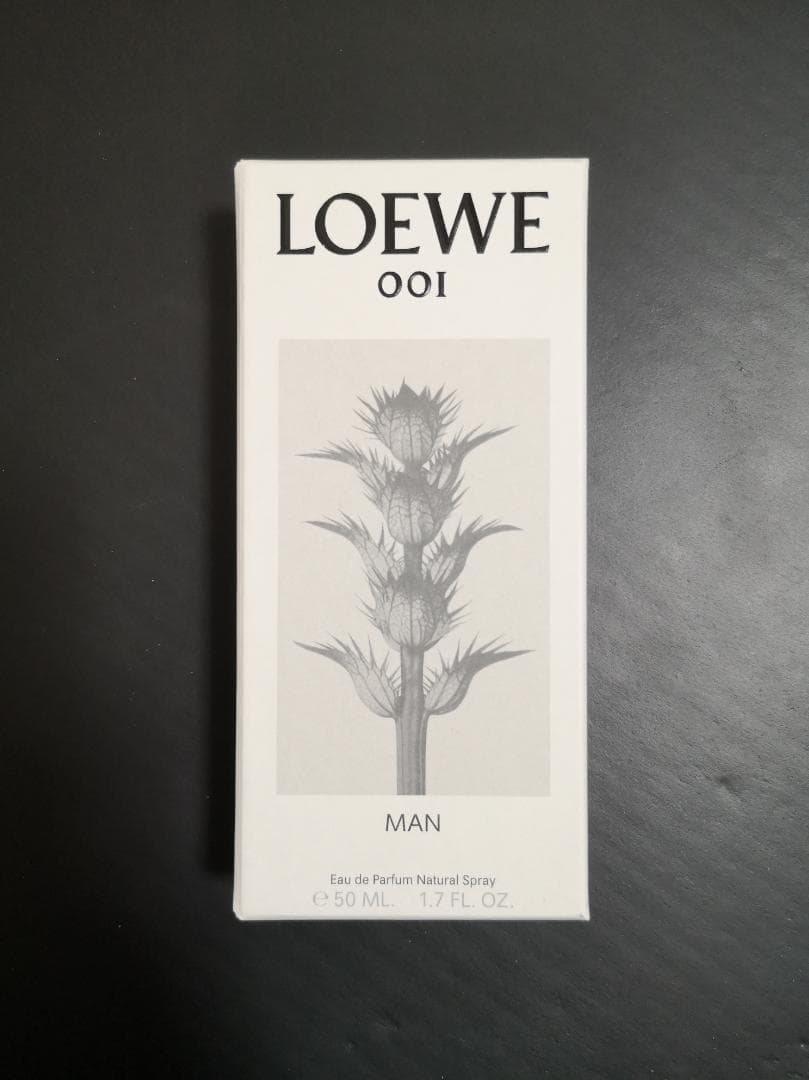 LOEWE
001
MAN
Eau de Parfum Natural Spray
℮ 50 ML. 1.7 FL. OZ.